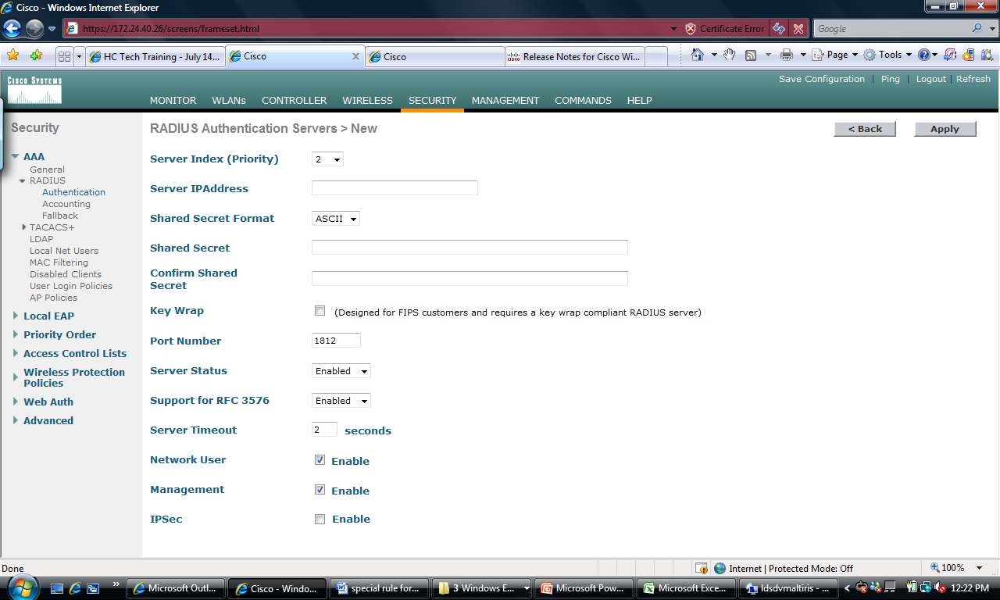 Cisco - Windows Internet Explorer
https://172.24.40.26/screens/frameset.html
Certificate Error
Google
HC Tech Training - July 14...
Cisco
Cisco
Release Notes for Cisco Wi...
Page
Tools
CISCO SYSTEMS
Save Configuration | Ping | Logout | Refresh
MONITOR WLANs CONTROLLER WIRELESS SECURITY MANAGEMENT COMMANDS HELP
Security
AAA
General
RADIUS
Authentication
Accounting
Fallback
TACACS+
LDAP
Local Net Users
MAC Filtering
Disabled Clients
User Login Policies
AP Policies
Local EAP
Priority Order
Access Control Lists
Wireless Protection
Policies
Web Auth
Advanced
RADIUS Authentication Servers > New
< Back
Apply
Server Index (Priority) 2
Server IPAddress
Shared Secret Format ASCII
Shared Secret
Confirm Shared
Secret
Key Wrap (Designed for FIPS customers and requires a key wrap compliant RADIUS server)
Port Number 1812
Server Status Enabled
Support for RFC 3576 Enabled
Server Timeout 2 seconds
Network User Enable
Management Enable
IPSec Enable
Done
Internet | Protected Mode: Off
100%
Microsoft Outl...
Cisco - Windo...
special rule for...
3 Windows E...
Microsoft Pow...
Microsoft Exce...
ldsdvmaltiris - ...
12:22 PM